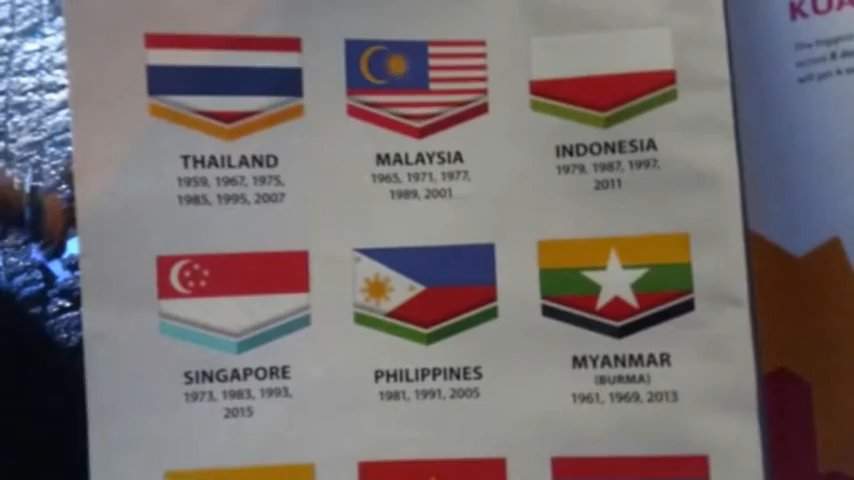 THAILAND
1959, 1967, 1975,
1985, 1995, 2007
MALAYSIA
1965, 1971, 1977,
1989, 2001
INDONESIA
1979, 1987, 1997,
2011
SINGAPORE
1973, 1983, 1993,
2015
PHILIPPINES
1981, 1991, 2005
MYANMAR
(BURMA)
1961, 1969, 2013